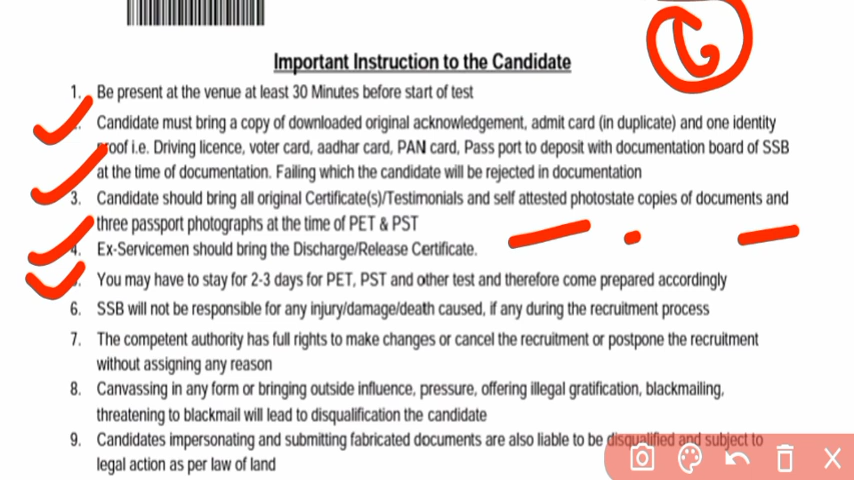 Important Instruction to the Candidate
1. Be present at the venue at least 30 Minutes before start of test
Candidate must bring a copy of downloaded original acknowledgement, admit card (in duplicate) and one identity
proof i.e. Driving licence, voter card, aadhar card, PAN card, Pass port to deposit with documentation board of SSB
at the time of documentation. Failing which the candidate will be rejected in documentation
3. Candidate should bring all original Certificate(s)/Testimonials and self attested photostate copies of documents and
three passport photographs at the time of PET & PST
4. Ex-Servicemen should bring the Discharge/Release Certificate.
You may have to stay for 2-3 days for PET, PST and other test and therefore come prepared accordingly
6. SSB will not be responsible for any injury/damage/death caused, if any during the recruitment process
7. The competent authority has full rights to make changes or cancel the recruitment or postpone the recruitment
without assigning any reason
8. Canvassing in any form or bringing outside influence, pressure, offering illegal gratification, blackmailing,
threatening to blackmail will lead to disqualification the candidate
9. Candidates impersonating and submitting fabricated documents are also liable to be disqualified and subject to
legal action as per law of land